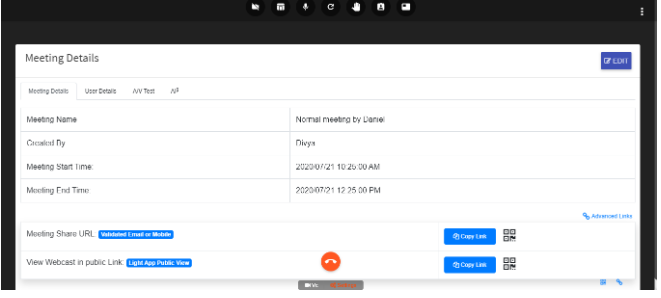 Meeting Details
EDIT
Meeting Details User Details A/V Test
Meeting Name Normal meeting by Daniel
Created By Divya
Meeting Start Time: 2020/07/21 10:25:00 AM
Meeting End Time: 2020/07/21 12:25:00 PM
Advanced Links
Meeting Share URL: Validated Email or Mobile Copy Link
View Webcast in public Link: Light App Public View Copy Link